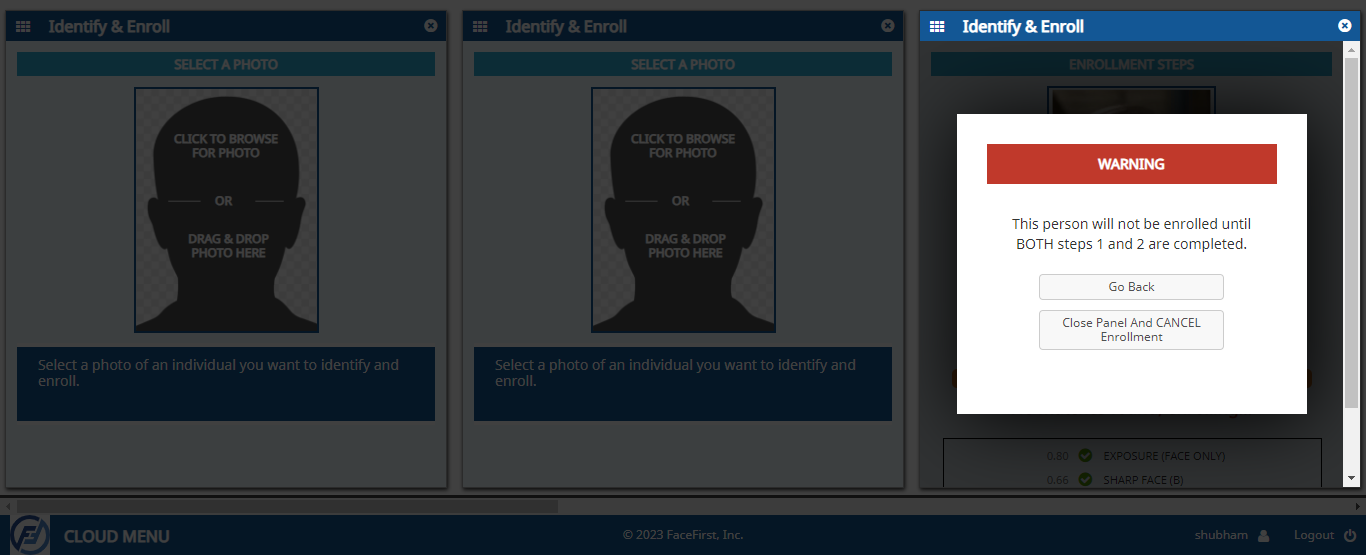 Identify & Enroll
SELECT A PHOTO
CLICK TO BROWSE
FOR PHOTO
OR
DRAG & DROP
PHOTO HERE
Select a photo of an individual you want to identify and
enroll.
Identify & Enroll
SELECT A PHOTO
CLICK TO BROWSE
FOR PHOTO
OR
DRAG & DROP
PHOTO HERE
Select a photo of an individual you want to identify and
enroll.
Identify & Enroll
ENROLLMENT STEPS
WARNING
This person will not be enrolled until
BOTH steps 1 and 2 are completed.
Go Back
Close Panel And CANCEL
Enrollment
0.80 EXPOSURE (FACE ONLY)
0.66 SHARP FACE (B)
CLOUD MENU
© 2023 FaceFirst, Inc.
shubham
Logout